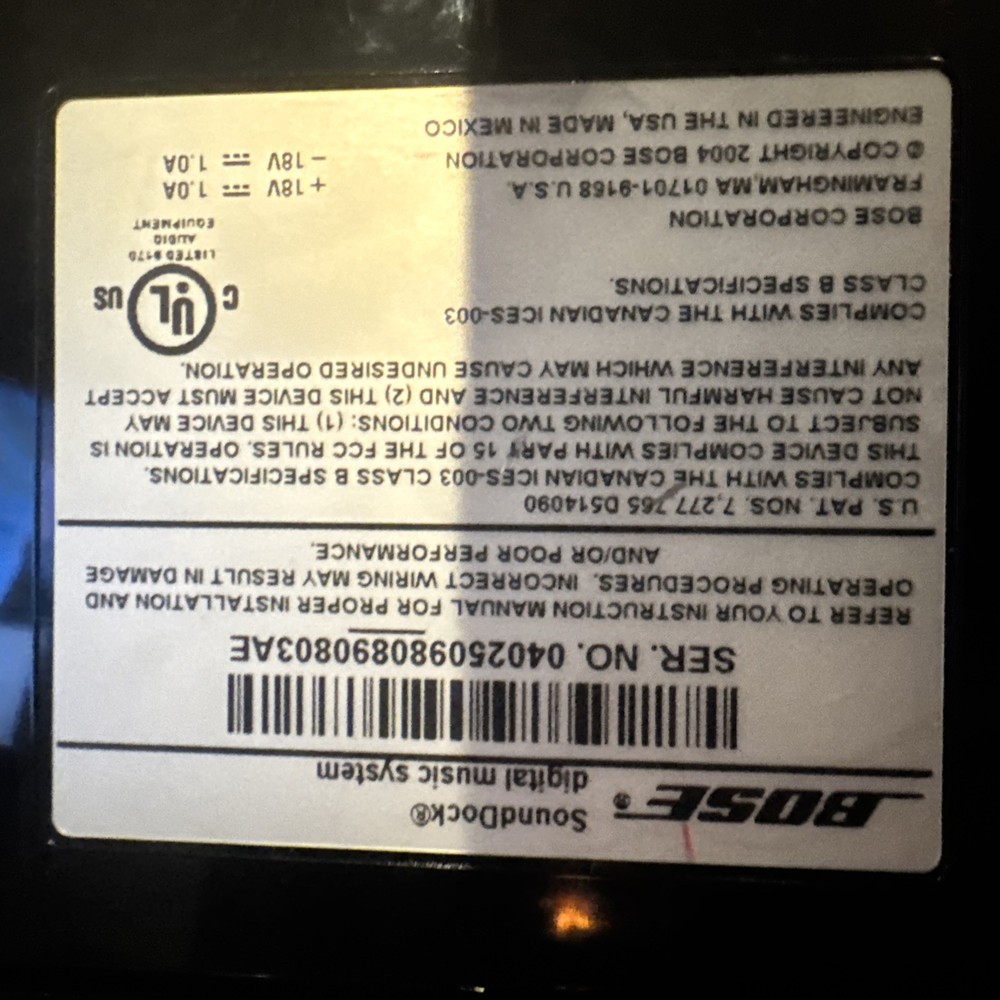 BOSE®
SoundDock®
digital music system
SER. NO. 040250980890803AE
REFER TO YOUR INSTRUCTION MANUAL FOR PROPER INSTALLATION AND
OPERATING PROCEDURES. INCORRECT WIRING MAY RESULT IN DAMAGE
AND/OR POOR PERFORMANCE.
U.S. PAT. NOS. 7,277,765 D514090
COMPLIES WITH THE CANADIAN ICES-003 CLASS B SPECIFICATIONS.
THIS DEVICE COMPLIES WITH PART 15 OF THE FCC RULES. OPERATION IS
SUBJECT TO THE FOLLOWING TWO CONDITIONS: (1) THIS DEVICE MAY
NOT CAUSE HARMFUL INTERFERENCE AND (2) THIS DEVICE MUST ACCEPT
ANY INTERFERENCE WHICH MAY CAUSE UNDESIRED OPERATION.
COMPLIES WITH THE CANADIAN ICES-003
CLASS B SPECIFICATIONS.
BOSE CORPORATION
FRAMINGHAM, MA 01701-9168 U.S.A.
© COPYRIGHT 2004 BOSE CORPORATION
ENGINEERED IN THE USA, MADE IN MEXICO
C UL US
LISTED 9170
AUDIO
EQUIPMENT
+ 18V ⎓ 1.0A
− 18V ⎓ 1.0A